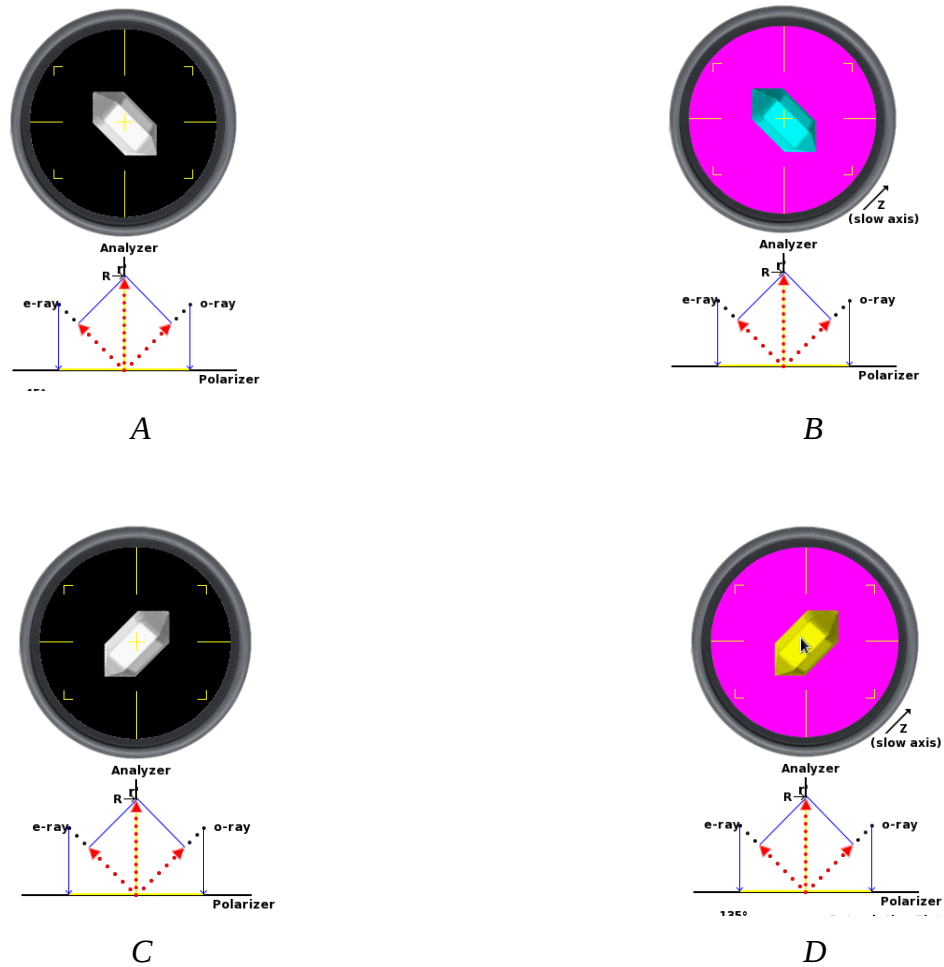 Z
(slow axis)
Analyzer
R r'
e-ray o-ray
Polarizer
A
Analyzer
R r'
e-ray o-ray
Polarizer
B
Z
(slow axis)
Analyzer
R r'
e-ray o-ray
Polarizer
C
Analyzer
R r'
e-ray o-ray
Polarizer
135°
D